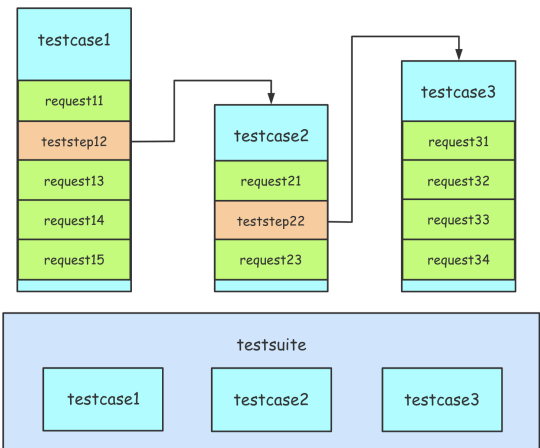 testcase1
request11
teststep12
request13
request14
request15
testcase2
request21
teststep22
request23
testcase3
request31
request32
request33
request34
testsuite
testcase1
testcase2
testcase3